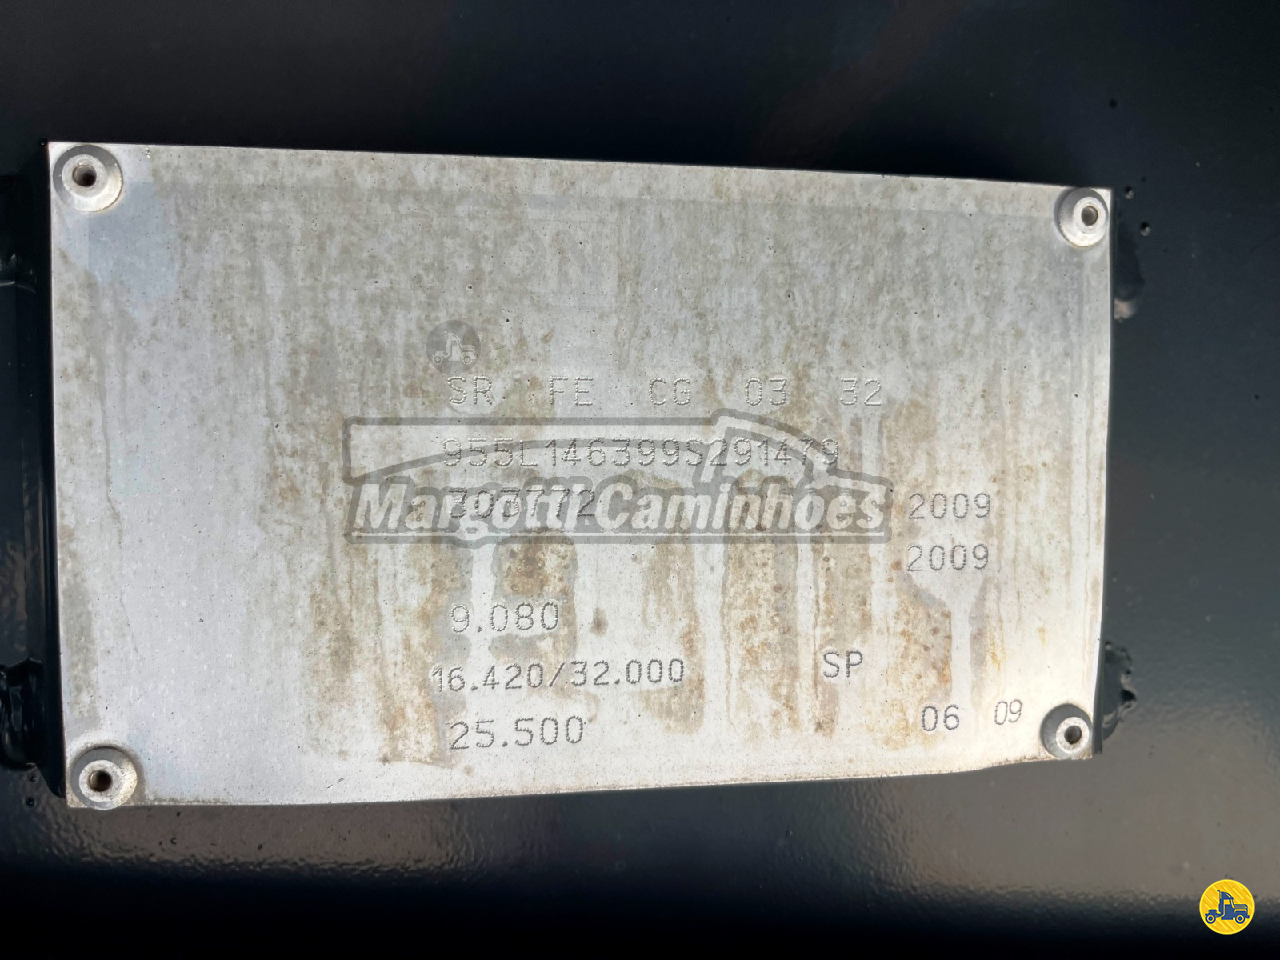 SR FE CG 03 32
955L146399S291479
303772 2009
Margotti Caminhões
2009
9.080
16.420/32.000 SP
25.500 06 09